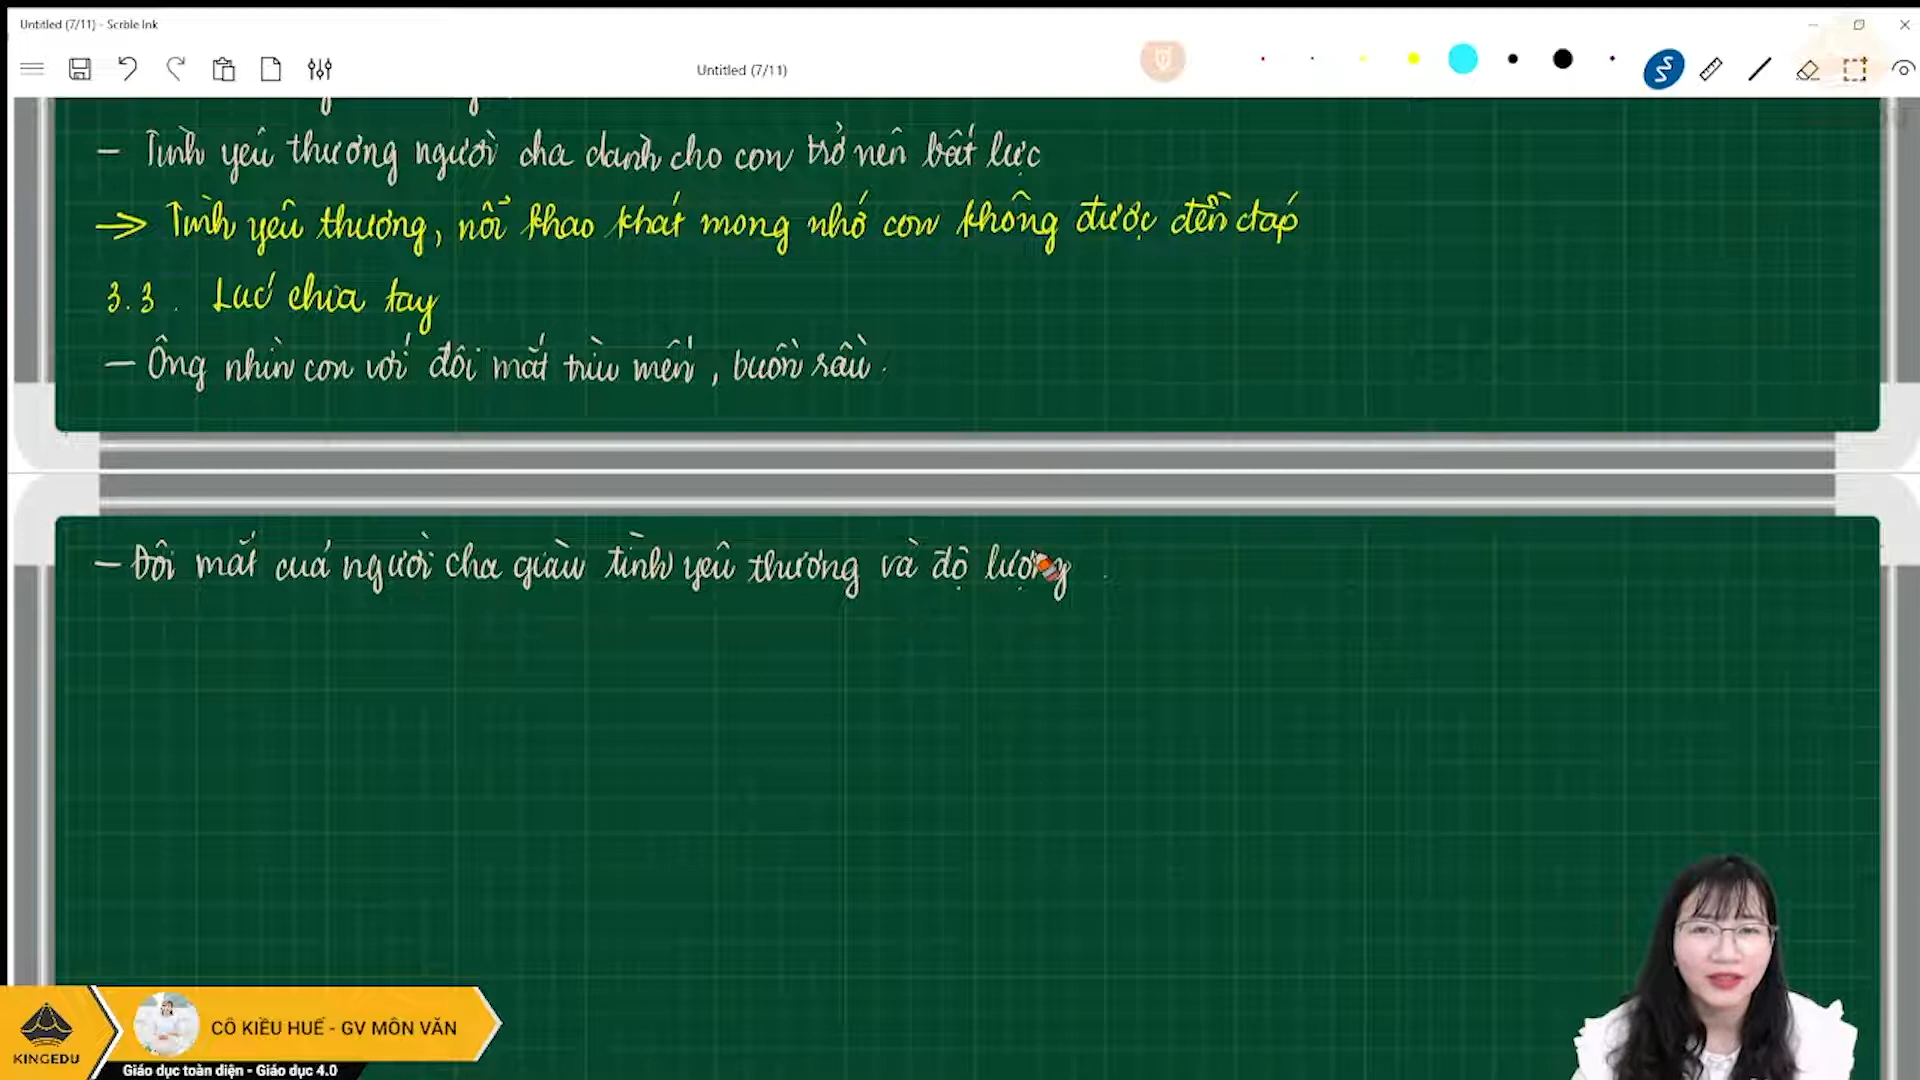 Untitled (7/11) - Scrble Ink
Untitled (7/11)
- Tình yêu thương người cha dành cho con trở nên bất lực
→ Tình yêu thương, nỗi khao khát mong nhớ con không được đền đáp
3.3. Lúc chia tay
- Ông nhìn con với đôi mắt trìu mến, buồn rầu.
- Đôi mắt của người cha giàu tình yêu thương và độ lượng.
CÔ KIỀU HUẾ - GV MÔN VĂN
KINGEDU
Giáo dục toàn diện - Giáo dục 4.0